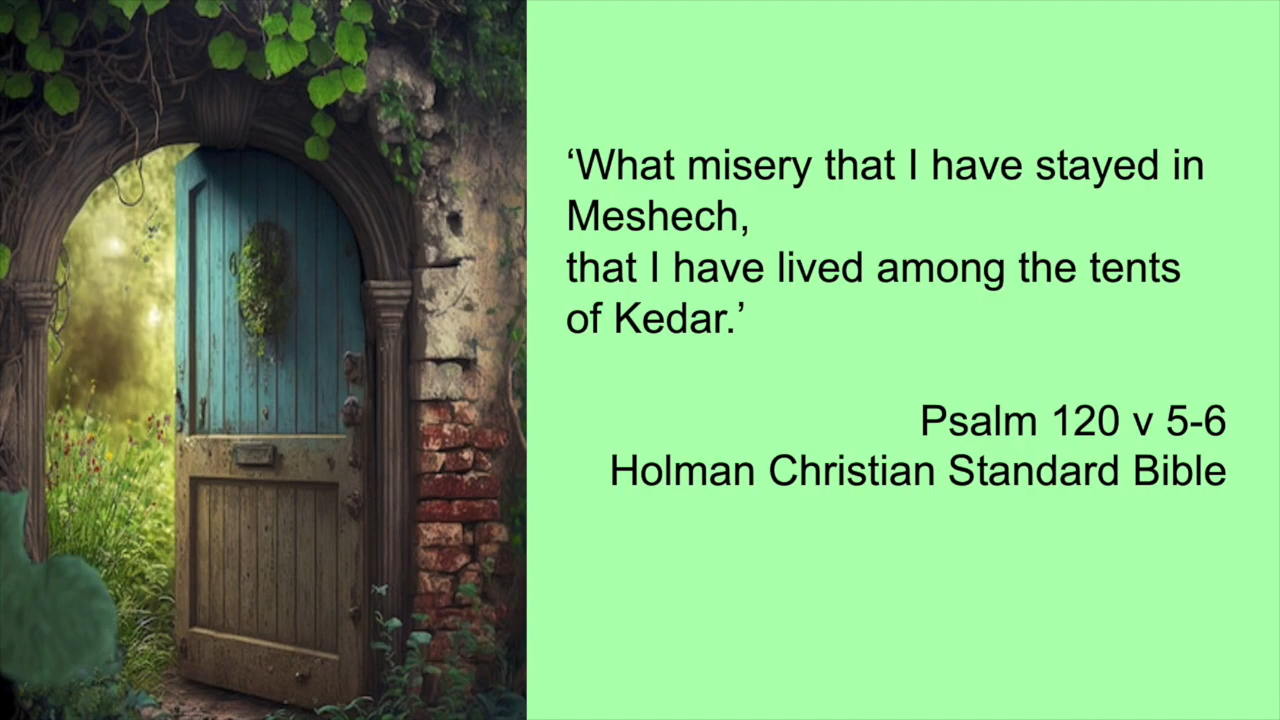 ‘What misery that I have stayed in
Meshech,
that I have lived among the tents
of Kedar.’
Psalm 120 v 5-6
Holman Christian Standard Bible